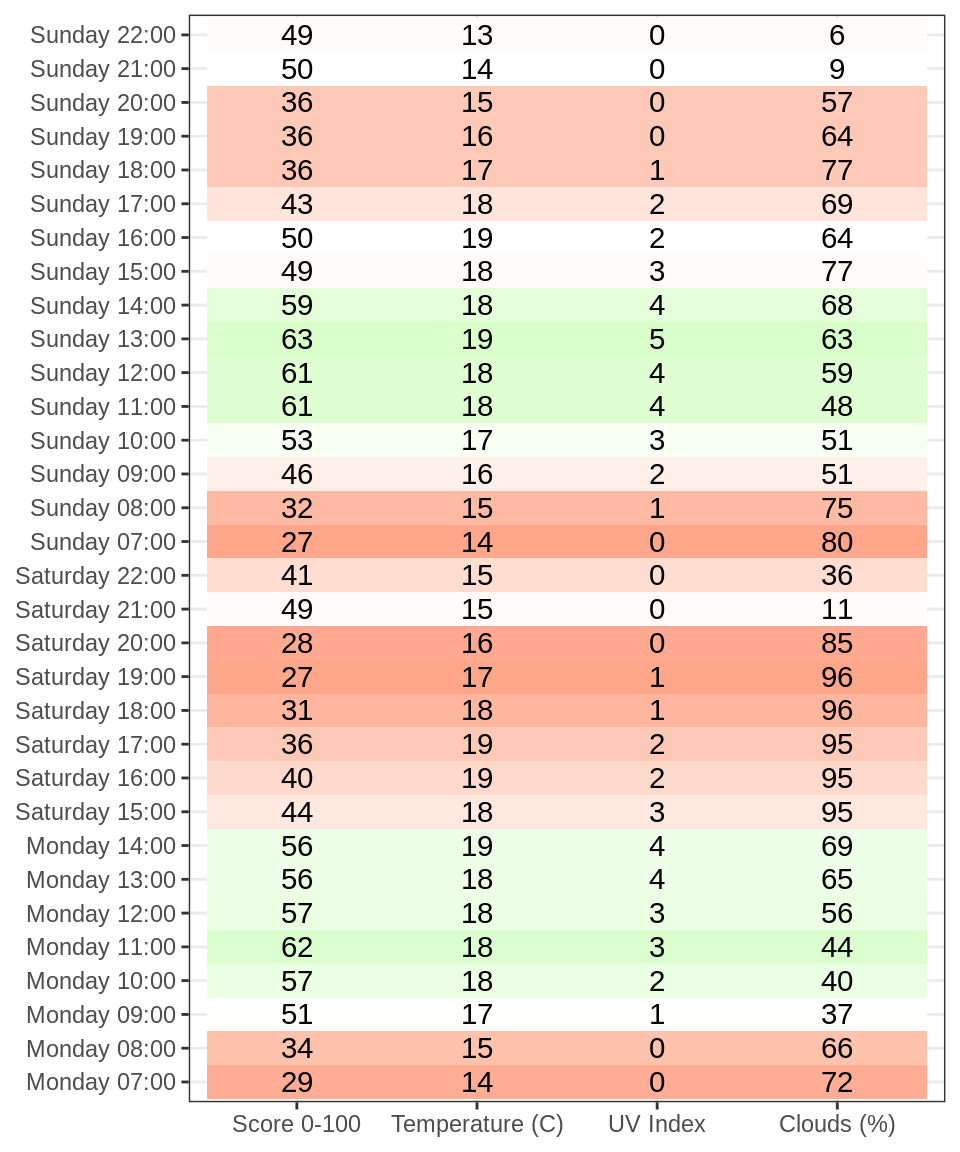 Sunday 22:00 49 13 0 6
Sunday 21:00 50 14 0 9
Sunday 20:00 36 15 0 57
Sunday 19:00 36 16 0 64
Sunday 18:00 36 17 1 77
Sunday 17:00 43 18 2 69
Sunday 16:00 50 19 2 64
Sunday 15:00 49 18 3 77
Sunday 14:00 59 18 4 68
Sunday 13:00 63 19 5 63
Sunday 12:00 61 18 4 59
Sunday 11:00 61 18 4 48
Sunday 10:00 53 17 3 51
Sunday 09:00 46 16 2 51
Sunday 08:00 32 15 1 75
Sunday 07:00 27 14 0 80
Saturday 22:00 41 15 0 36
Saturday 21:00 49 15 0 11
Saturday 20:00 28 16 0 85
Saturday 19:00 27 17 1 96
Saturday 18:00 31 18 1 96
Saturday 17:00 36 19 2 95
Saturday 16:00 40 19 2 95
Saturday 15:00 44 18 3 95
Monday 14:00 56 19 4 69
Monday 13:00 56 18 4 65
Monday 12:00 57 18 3 56
Monday 11:00 62 18 3 44
Monday 10:00 57 18 2 40
Monday 09:00 51 17 1 37
Monday 08:00 34 15 0 66
Monday 07:00 29 14 0 72
Score 0-100 Temperature (C) UV Index Clouds (%)